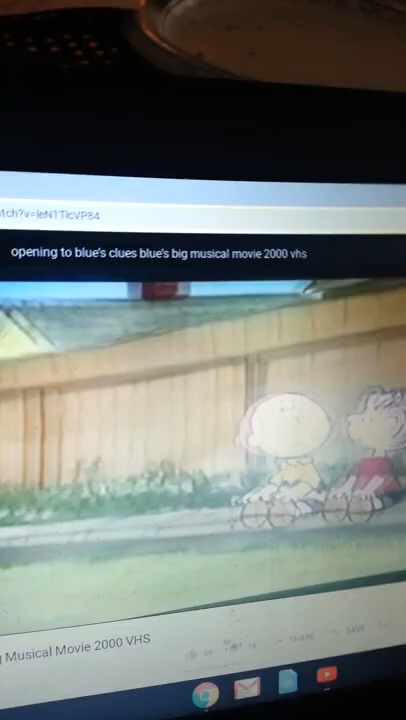 tch?v=leN1TlcVP84
opening to blue's clues blue's big musical movie 2000 vhs
Musical Movie 2000 VHS
SHARE
SAVE